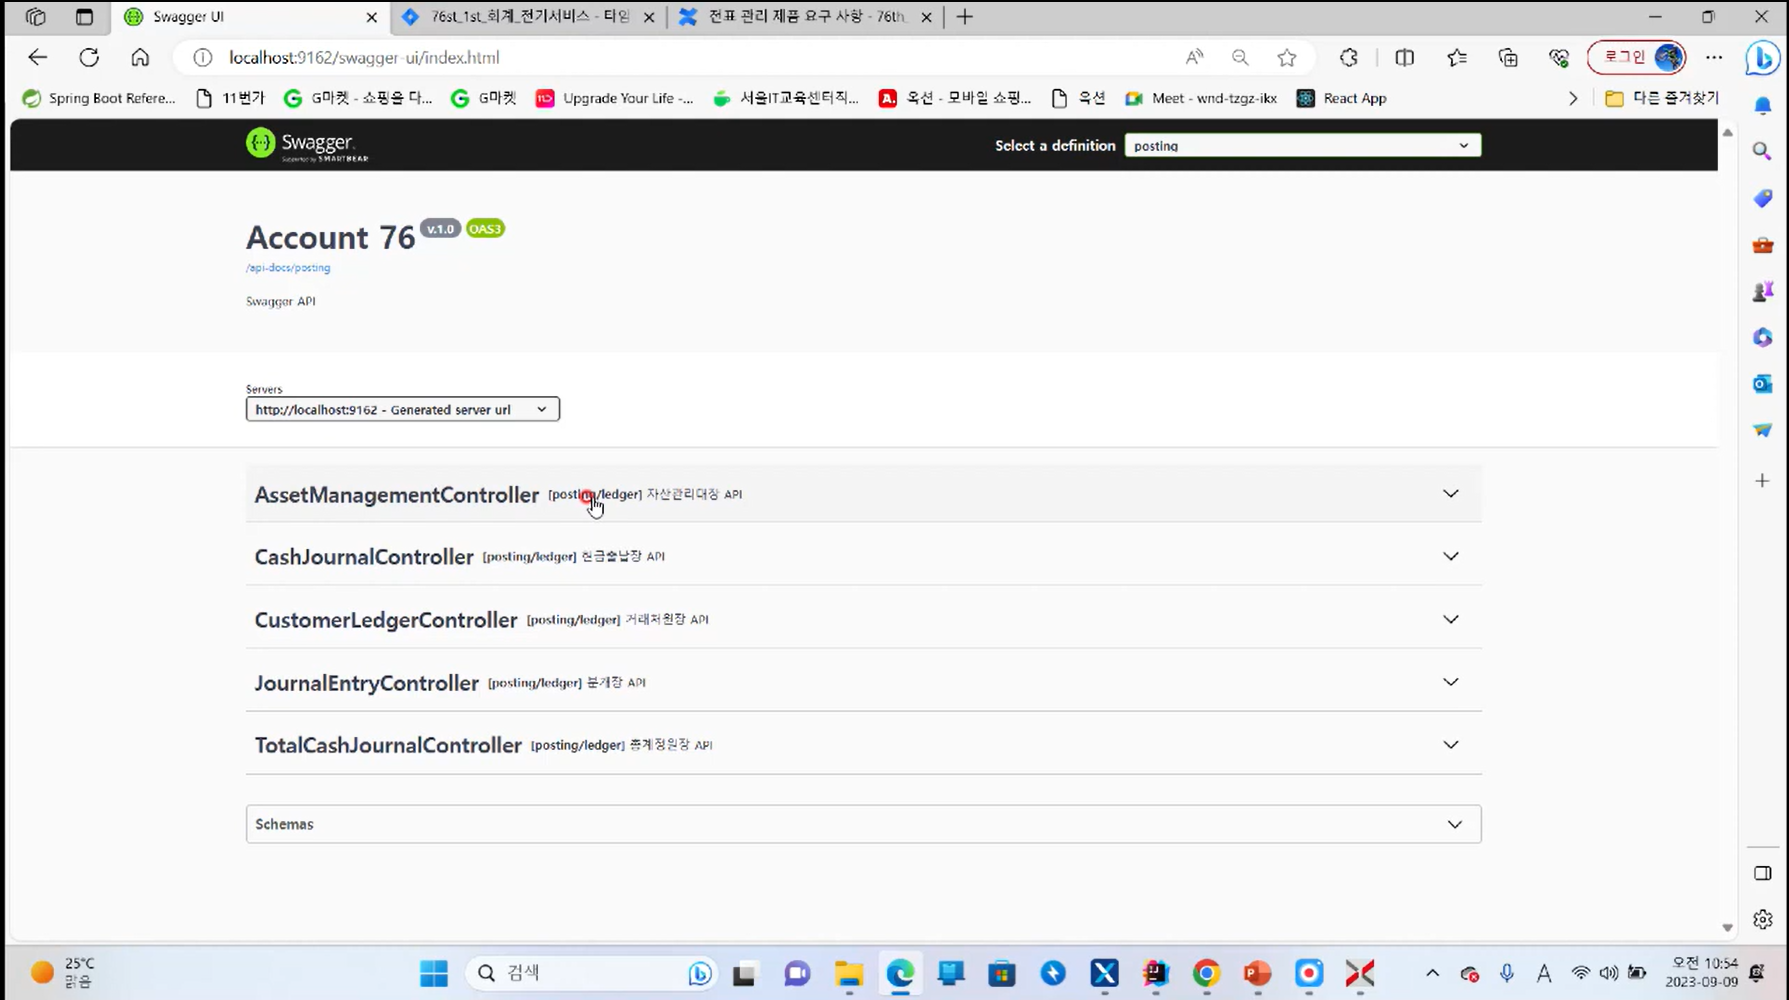 Swagger UI
76st_1st_회계_전기서비스 - 타임
전표 관리 제품 요구 사항 - 76th_
localhost:9162/swagger-ui/index.html
로그인
Spring Boot Refere...
11번가
G마켓 - 쇼핑을 다...
G마켓
Upgrade Your Life -...
서울IT교육센터직...
옥션 - 모바일 쇼핑...
옥션
Meet - wnd-tzgz-ikx
React App
다른 즐겨찾기
Swagger.
Supported by SMARTBEAR
Select a definition
posting
Account 76 v.1.0 OAS3
/api-docs/posting
Swagger API
Servers
http://localhost:9162 - Generated server url
AssetManagementController [posting/ledger] 자산관리대장 API
CashJournalController [posting/ledger] 현금출납장 API
CustomerLedgerController [posting/ledger] 거래처원장 API
JournalEntryController [posting/ledger] 분개장 API
TotalCashJournalController [posting/ledger] 총계정원장 API
Schemas
25°C
맑음
검색
A
오전 10:54
2023-09-09